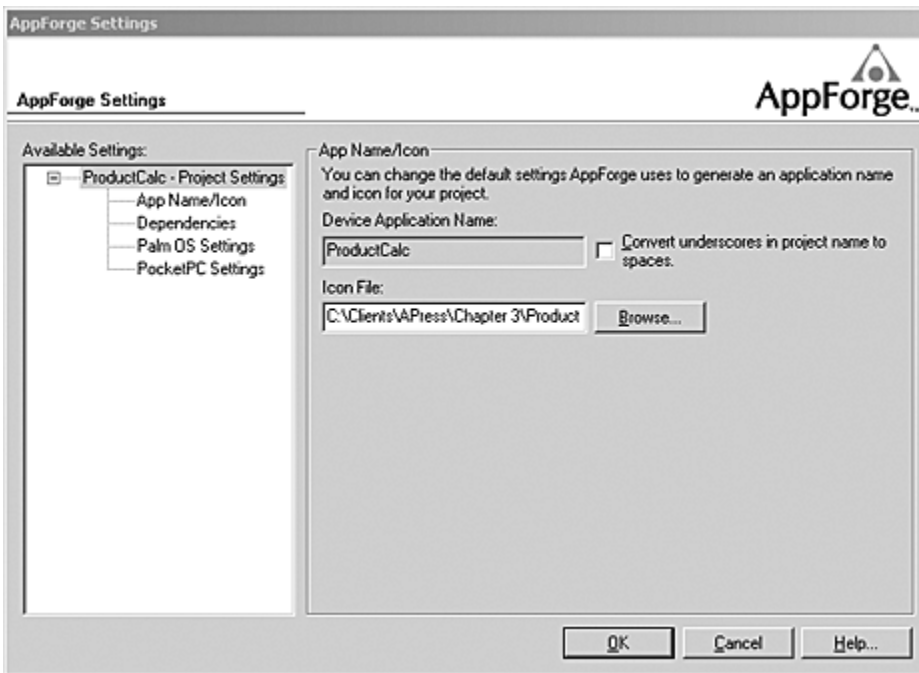 AppForge Settings
AppForge Settings
AppForge™
Available Settings:
ProductCalc - Project Settings
App Name/Icon
Dependencies
Palm OS Settings
PocketPC Settings
App Name/Icon
You can change the default settings AppForge uses to generate an application name
and icon for your project.
Device Application Name:
ProductCalc
Convert underscores in project name to
spaces.
Icon File:
C:\Clients\APress\Chapter 3\Product
Browse...
OK
Cancel
Help...